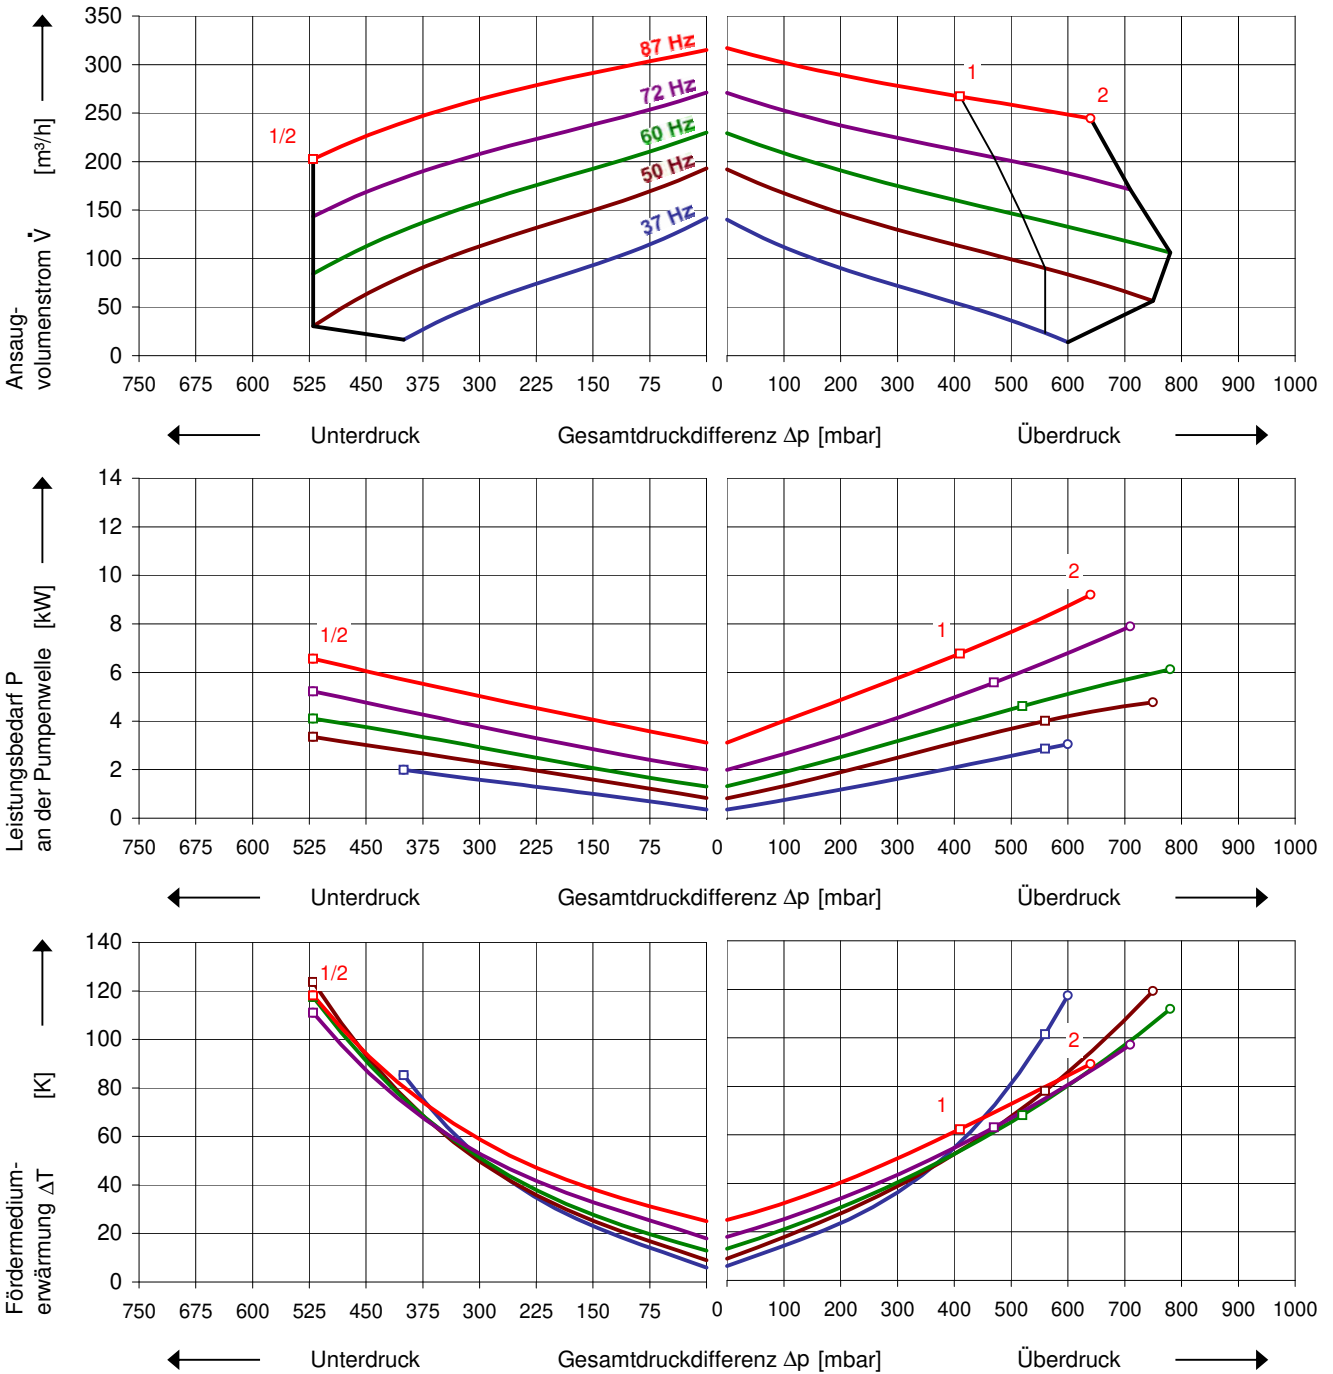 350
300
250
200
150
100
50
0
Ansaug-
volumenstrom V̇ [m³/h]
87 Hz
72 Hz
60 Hz
50 Hz
37 Hz
1/2
1
2
750 675 600 525 450 375 300 225 150 75 0 100 200 300 400 500 600 700 800 900 1000
Unterdruck Gesamtdruckdifferenz Δp [mbar] Überdruck
14
12
10
8
6
4
2
0
Leistungsbedarf P
an der Pumpenwelle [kW]
1/2
1
2
750 675 600 525 450 375 300 225 150 75 0 100 200 300 400 500 600 700 800 900 1000
Unterdruck Gesamtdruckdifferenz Δp [mbar] Überdruck
140
120
100
80
60
40
20
0
Fördermedium-
erwärmung ΔT [K]
1/2
1
2
750 675 600 525 450 375 300 225 150 75 0 100 200 300 400 500 600 700 800 900 1000
Unterdruck Gesamtdruckdifferenz Δp [mbar] Überdruck